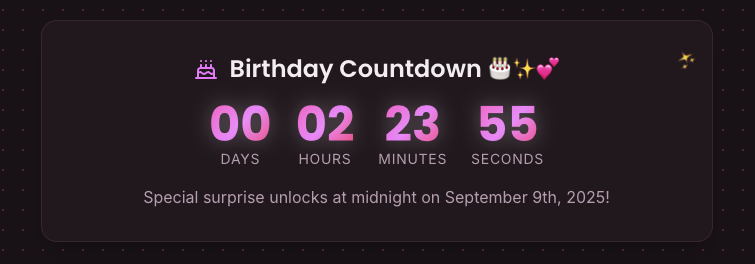 Birthday Countdown 🎂✨💕
00 02 23 55
DAYS HOURS MINUTES SECONDS
Special surprise unlocks at midnight on September 9th, 2025!